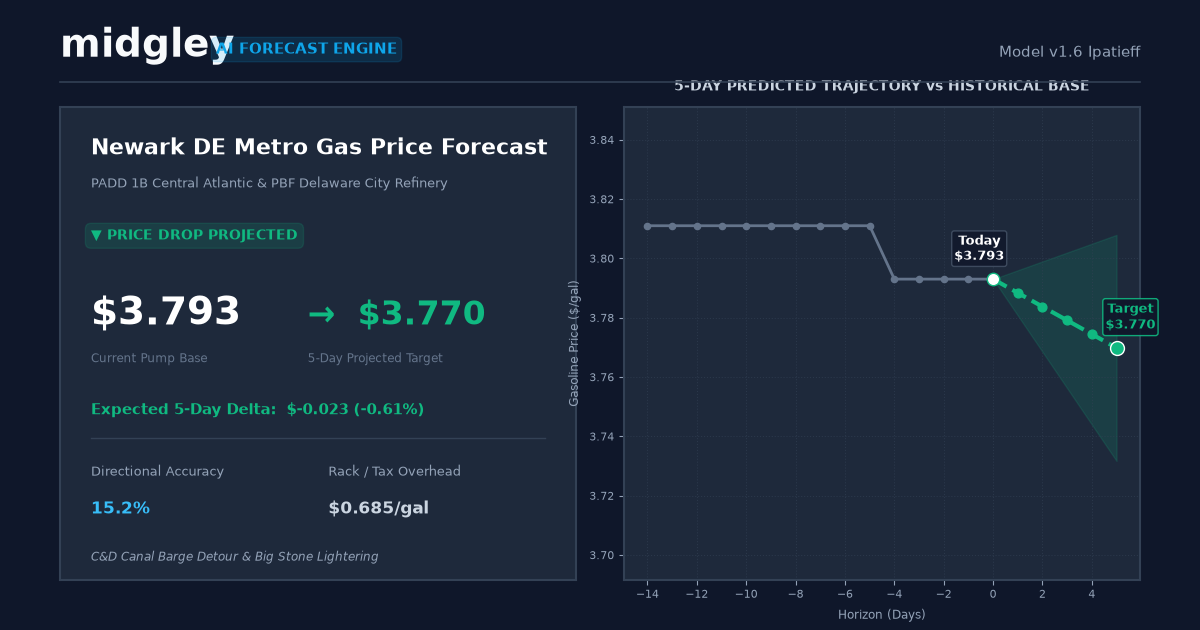 midgley
AI FORECAST ENGINE
Model v1.6 Ipatieff
Newark DE Metro Gas Price Forecast
PADD 1B Central Atlantic & PBF Delaware City Refinery
▼ PRICE DROP PROJECTED
$3.793
→ $3.770
Current Pump Base
5-Day Projected Target
Expected 5-Day Delta: $-0.023 (-0.61%)
Directional Accuracy
Rack / Tax Overhead
15.2%
$0.685/gal
C&D Canal Barge Detour & Big Stone Lightering
5-DAY PREDICTED TRAJECTORY vs HISTORICAL BASE
Gasoline Price ($/gal)
3.84
3.82
3.80
3.78
3.76
3.74
3.72
3.70
Today
$3.793
Target
$3.770
−14 −12 −10 −8 −6 −4 −2 0 2 4
Horizon (Days)